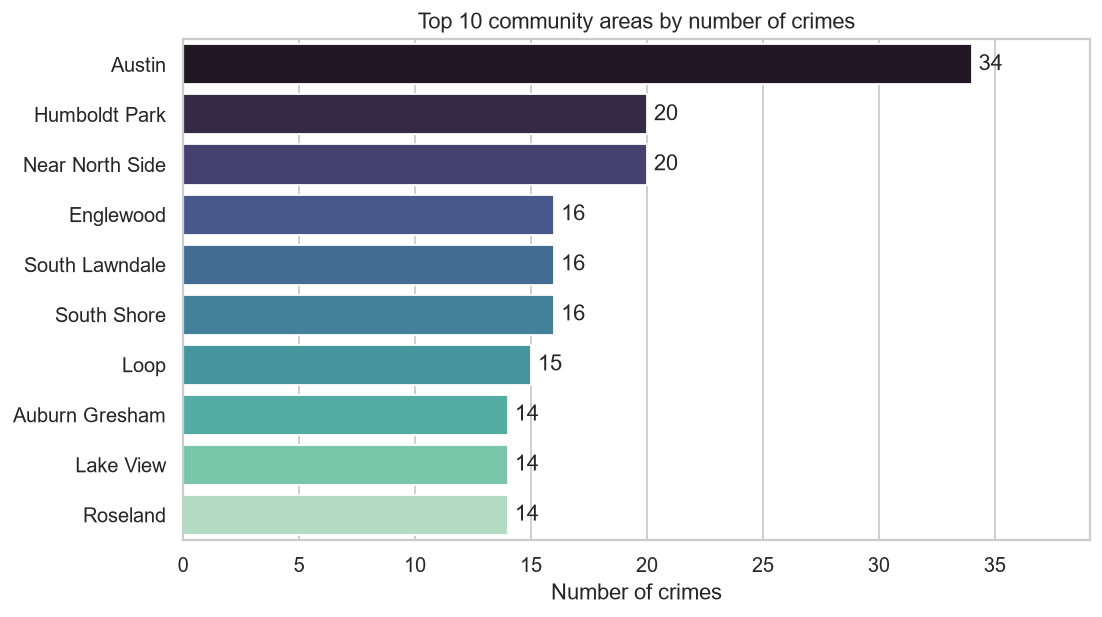 Top 10 community areas by number of crimes
Austin 34
Humboldt Park 20
Near North Side 20
Englewood 16
South Lawndale 16
South Shore 16
Loop 15
Auburn Gresham 14
Lake View 14
Roseland 14
0 5 10 15 20 25 30 35
Number of crimes